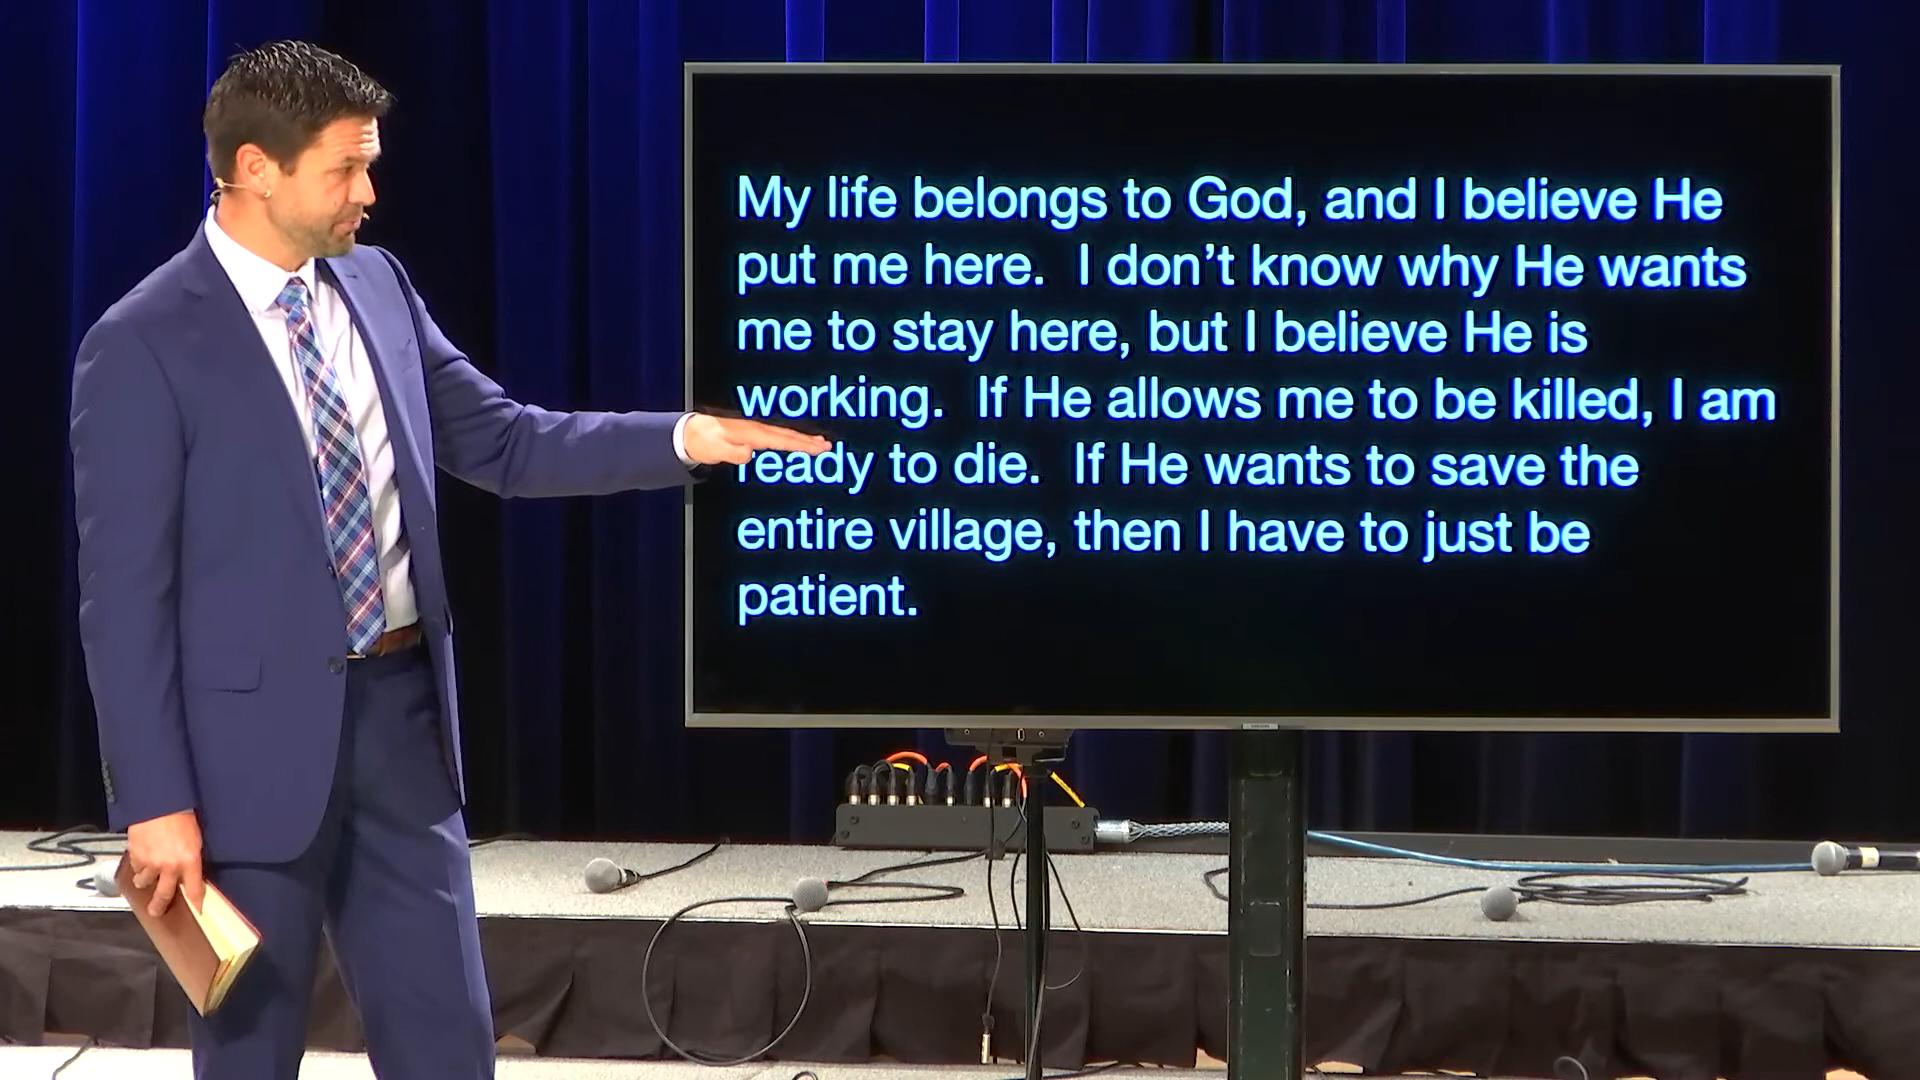 My life belongs to God, and I believe He
put me here.  I don’t know why He wants
me to stay here, but I believe He is
working.  If He allows me to be killed, I am
ready to die.  If He wants to save the
entire village, then I have to just be
patient.